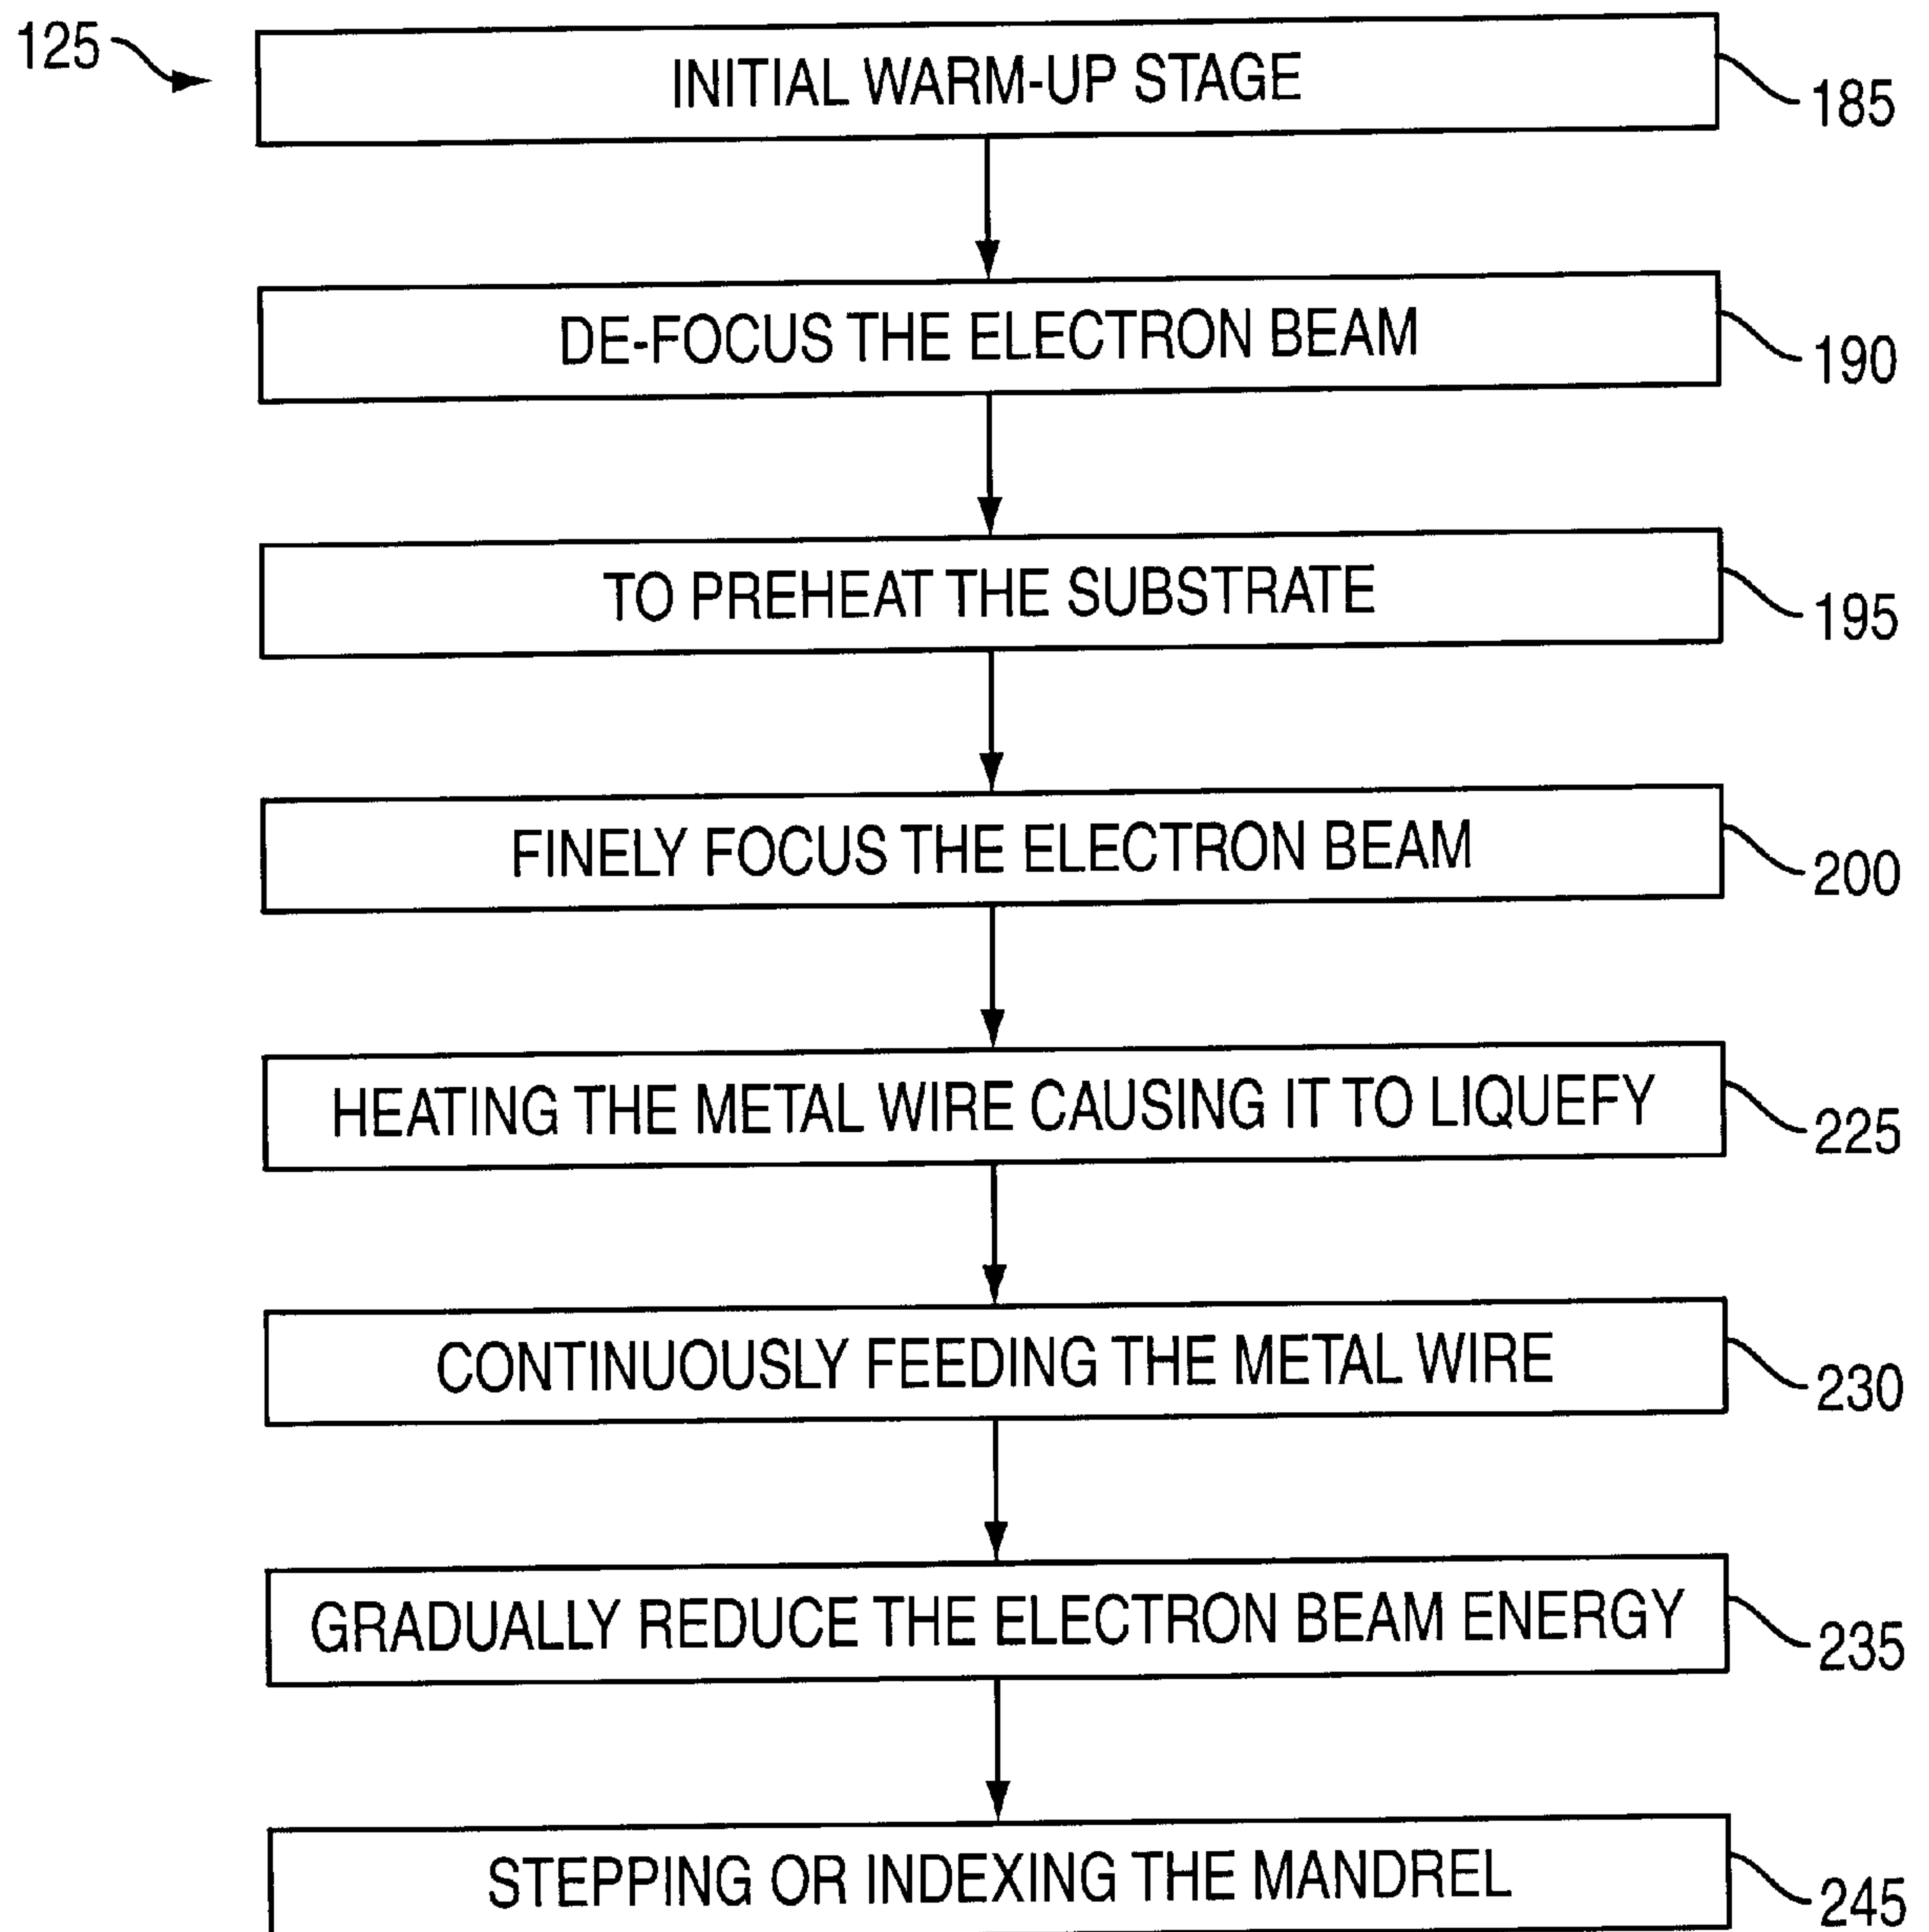 125
INITIAL WARM-UP STAGE
185
DE-FOCUS THE ELECTRON BEAM
190
TO PREHEAT THE SUBSTRATE
195
FINELY FOCUS THE ELECTRON BEAM
200
HEATING THE METAL WIRE CAUSING IT TO LIQUEFY
225
CONTINUOUSLY FEEDING THE METAL WIRE
230
GRADUALLY REDUCE THE ELECTRON BEAM ENERGY
235
STEPPING OR INDEXING THE MANDREL
245